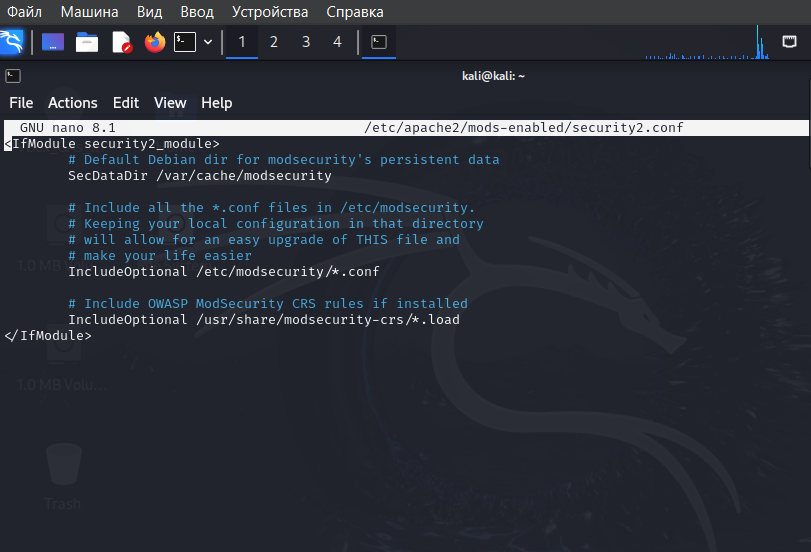 Файл Машина Вид Ввод Устройства Справка
1 2 3 4
kali@kali: ~
File Actions Edit View Help
GNU nano 8.1 /etc/apache2/mods-enabled/security2.conf
<IfModule security2_module>
# Default Debian dir for modsecurity's persistent data
SecDataDir /var/cache/modsecurity
# Include all the *.conf files in /etc/modsecurity.
# Keeping your local configuration in that directory
# will allow for an easy upgrade of THIS file and
# make your life easier
IncludeOptional /etc/modsecurity/*.conf
# Include OWASP ModSecurity CRS rules if installed
IncludeOptional /usr/share/modsecurity-crs/*.load
</IfModule>
1.0 MB Volu...
Trash